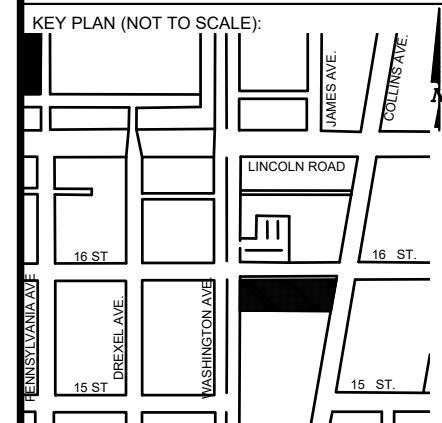 KEY PLAN (NOT TO SCALE):
JAMES AVE.
COLLINS AVE.
N
LINCOLN ROAD
16 ST
16 ST.
PENNSYLVANIA AVE
DREXEL AVE.
WASHINGTON AVE.
15 ST
15 ST.